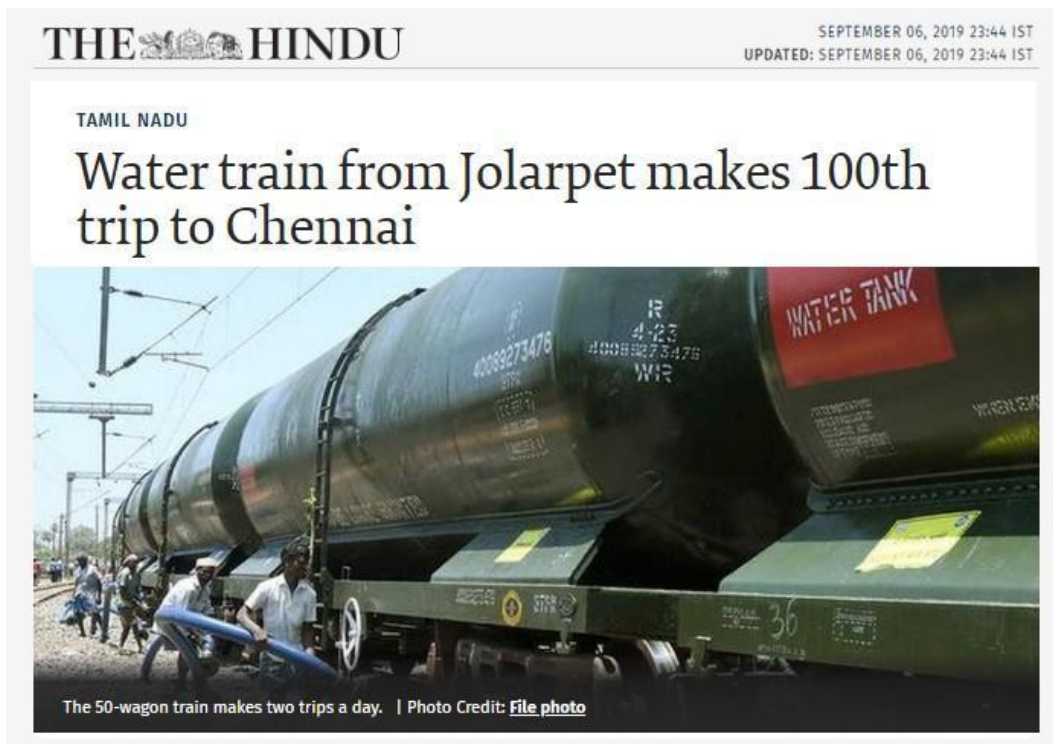 THE HINDU
SEPTEMBER 06, 2019 23:44 IST
UPDATED: SEPTEMBER 06, 2019 23:44 IST
TAMIL NADU
Water train from Jolarpet makes 100th
trip to Chennai
R
4-23
40089273476
40089273476
WR
WATER TANK
36
The 50-wagon train makes two trips a day. | Photo Credit: File photo